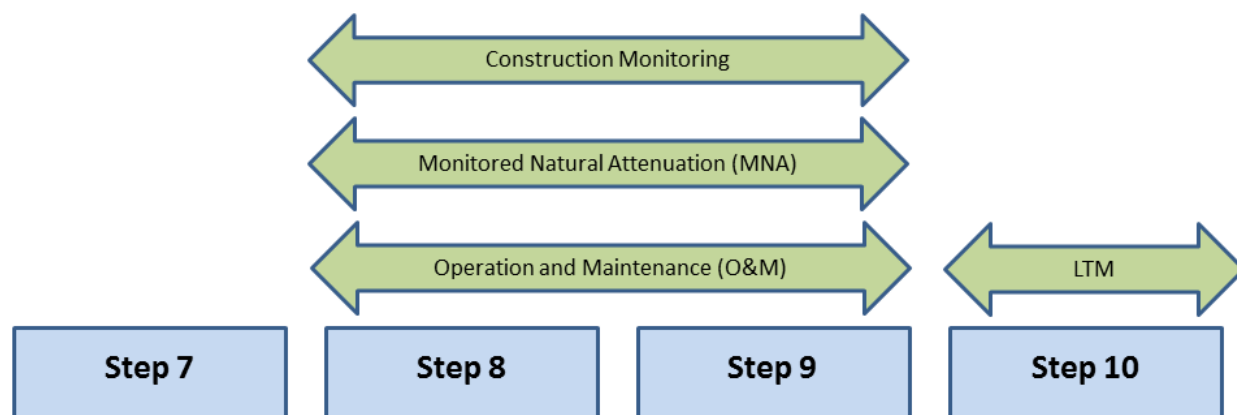 Construction Monitoring
Monitored Natural Attenuation (MNA)
Operation and Maintenance (O&M)
LTM
Step 7
Step 8
Step 9
Step 10